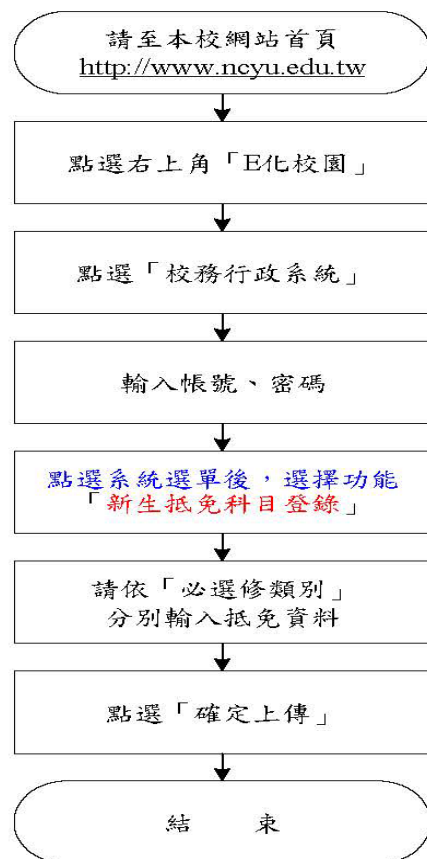 請至本校網站首頁
http://www.ncyu.edu.tw
點選右上角「E化校園」
點選「校務行政系統」
輸入帳號、密碼
點選系統選單後，選擇功能
「新生抵免科目登錄」
請依「必選修類別」
分別輸入抵免資料
點選「確定上傳」
結　　束